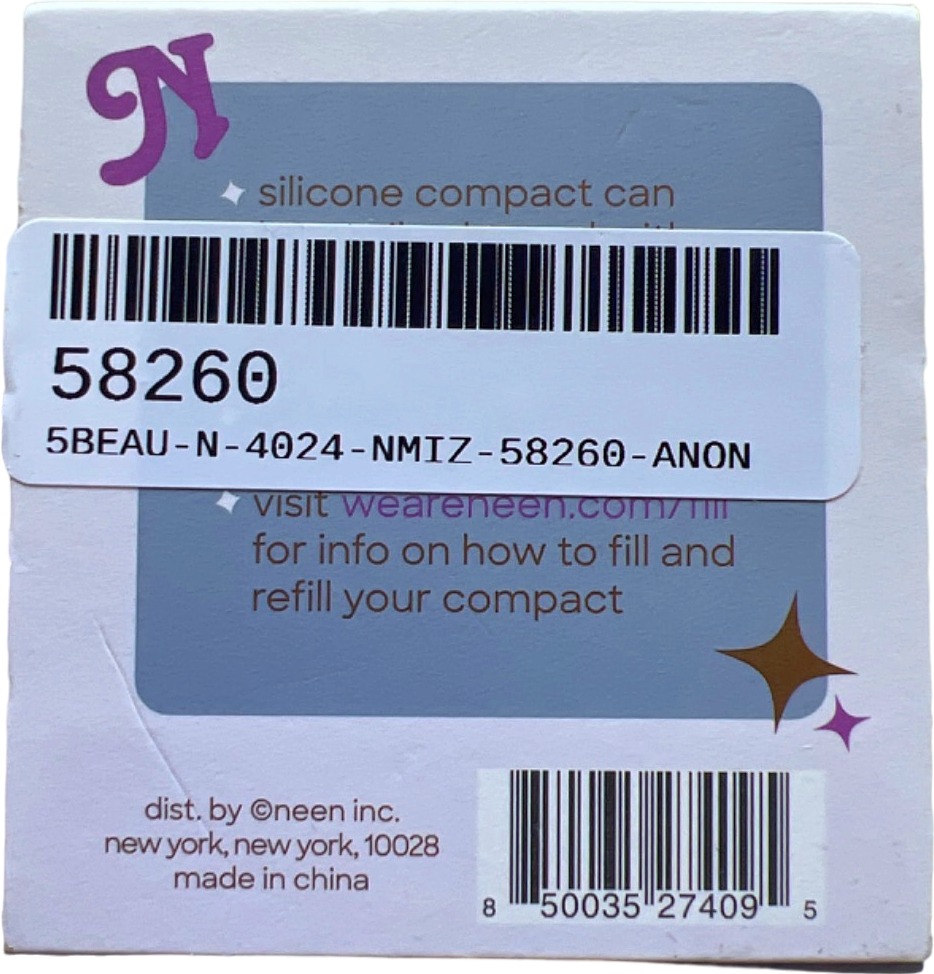 N
silicone compact can
58260
5BEAU-N-4024-NMIZ-58260-ANON
visit weareneen.com/fill
for info on how to fill and
refill your compact
dist. by ©neen inc.
new york, new york, 10028
made in china
8 50035 27409 5